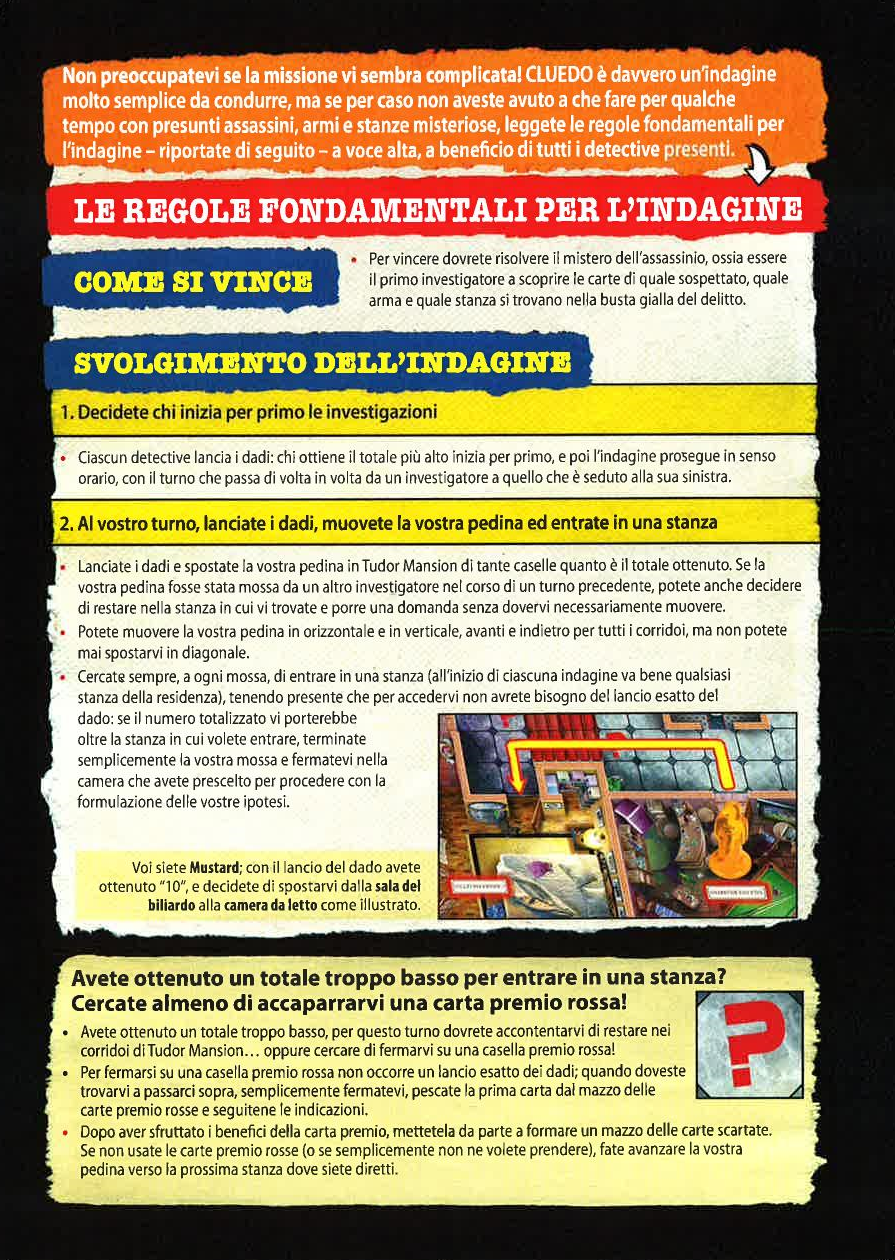 Non preoccupatevi se la missione vi sembra complicata! CLUEDO è davvero un'indagine
molto semplice da condurre, ma se per caso non aveste avuto a che fare per qualche
tempo con presunti assassini, armi e stanze misteriose, leggete le regole fondamentali per
l'indagine – riportate di seguito – a voce alta, a beneficio di tutti i detective presenti.
LE REGOLE FONDAMENTALI PER L'INDAGINE
COME SI VINCE
• Per vincere dovrete risolvere il mistero dell'assassinio, ossia essere
il primo investigatore a scoprire le carte di quale sospettato, quale
arma e quale stanza si trovano nella busta gialla del delitto.
SVOLGIMENTO DELL'INDAGINE
1. Decidete chi inizia per primo le investigazioni
• Ciascun detective lancia i dadi: chi ottiene il totale più alto inizia per primo, e poi l'indagine prosegue in senso
orario, con il turno che passa di volta in volta da un investigatore a quello che è seduto alla sua sinistra.
2. Al vostro turno, lanciate i dadi, muovete la vostra pedina ed entrate in una stanza
• Lanciate i dadi e spostate la vostra pedina in Tudor Mansion di tante caselle quanto è il totale ottenuto. Se la
vostra pedina fosse stata mossa da un altro investigatore nel corso di un turno precedente, potete anche decidere
di restare nella stanza in cui vi trovate e porre una domanda senza dovervi necessariamente muovere.
• Potete muovere la vostra pedina in orizzontale e in verticale, avanti e indietro per tutti i corridoi, ma non potete
mai spostarvi in diagonale.
• Cercate sempre, a ogni mossa, di entrare in una stanza (all'inizio di ciascuna indagine va bene qualsiasi
stanza della residenza), tenendo presente che per accedervi non avrete bisogno del lancio esatto del
dado: se il numero totalizzato vi porterebbe
oltre la stanza in cui volete entrare, terminate
semplicemente la vostra mossa e fermatevi nella
camera che avete prescelto per procedere con la
formulazione delle vostre ipotesi.
Voi siete Mustard; con il lancio del dado avete
ottenuto "10", e decidete di spostarvi dalla sala del
biliardo alla camera da letto come illustrato.
Avete ottenuto un totale troppo basso per entrare in una stanza?
Cercate almeno di accaparrarvi una carta premio rossa!
• Avete ottenuto un totale troppo basso, per questo turno dovrete accontentarvi di restare nei
corridoi di Tudor Mansion... oppure cercare di fermarvi su una casella premio rossa!
• Per fermarsi su una casella premio rossa non occorre un lancio esatto dei dadi; quando doveste
trovarvi a passarci sopra, semplicemente fermatevi, pescate la prima carta dal mazzo delle
carte premio rosse e seguitene le indicazioni.
• Dopo aver sfruttato i benefici della carta premio, mettetela da parte a formare un mazzo delle carte scartate.
Se non usate le carte premio rosse (o se semplicemente non ne volete prendere), fate avanzare la vostra
pedina verso la prossima stanza dove siete diretti.
?